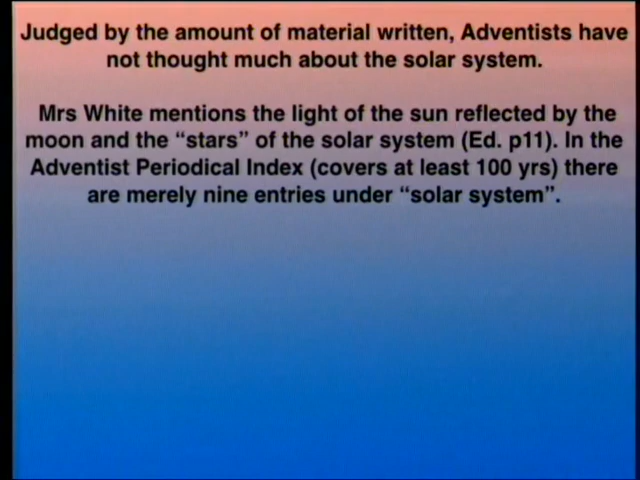 Judged by the amount of material written, Adventists have
not thought much about the solar system.
Mrs White mentions the light of the sun reflected by the
moon and the “stars” of the solar system (Ed. p11). In the
Adventist Periodical Index (covers at least 100 yrs) there
are merely nine entries under “solar system”.